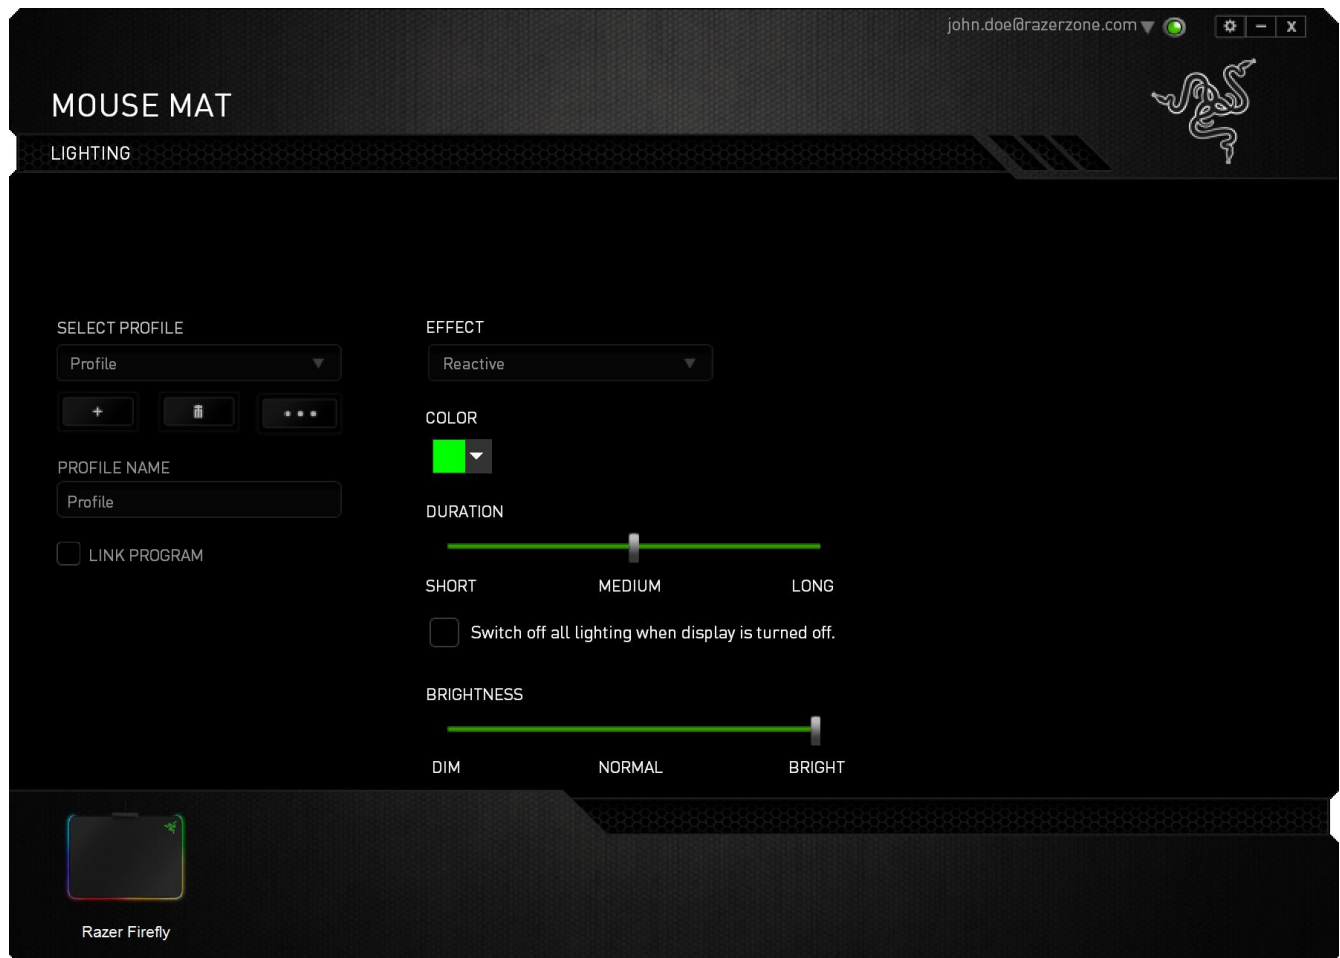 john.doe@razerzone.com
X
MOUSE MAT
LIGHTING
SELECT PROFILE
Profile
PROFILE NAME
Profile
LINK PROGRAM
EFFECT
Reactive
COLOR
DURATION
SHORT MEDIUM LONG
Switch off all lighting when display is turned off.
BRIGHTNESS
DIM NORMAL BRIGHT
Razer Firefly